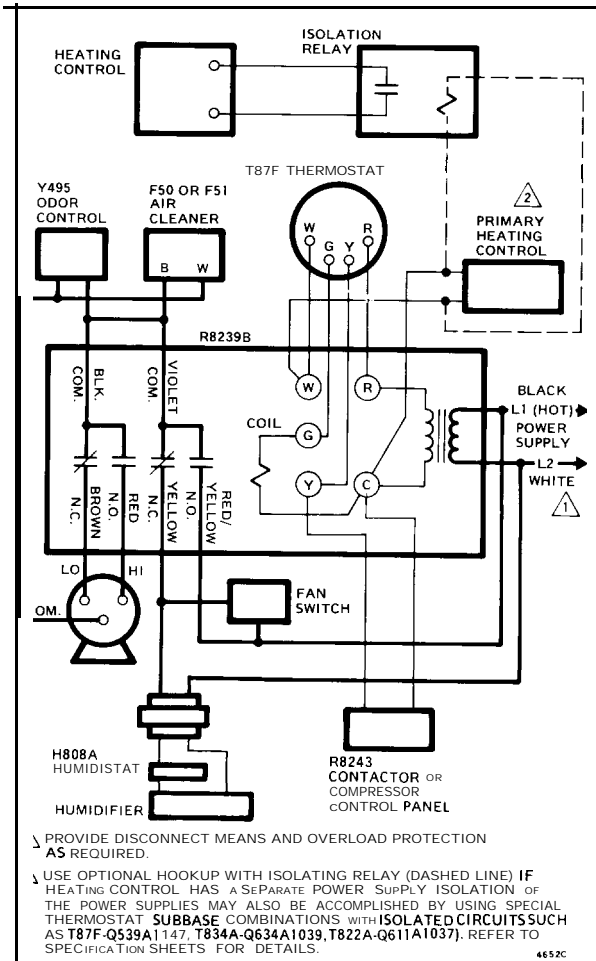 HEATING
CONTROL
ISOLATION
RELAY
T87F THERMOSTAT
Y495
ODOR
CONTROL
F50 OR F51
AIR
CLEANER
B W
W G Y R
2
PRIMARY
HEATING
CONTROL
R8239B
BLK.
COM.
VIOLET
COM.
W R
COIL
G
Y C
BLACK
L1 (HOT)
POWER
SUPPLY
L2
WHITE
1
BROWN
N.C.
RED
N.O.
YELLOW
N.C.
RED/
YELLOW
N.O.
LO HI
OM.
FAN
SWITCH
H808A
HUMIDISTAT
HUMIDIFIER
R8243
CONTACTOR OR
COMPRESSOR
CONTROL PANEL
PROVIDE DISCONNECT MEANS AND OVERLOAD PROTECTION
AS REQUIRED.
USE OPTIONAL HOOKUP WITH ISOLATING RELAY (DASHED LINE) IF
HEATING CONTROL HAS A SEPARATE POWER SUPPLY ISOLATION OF
THE POWER SUPPLIES MAY ALSO BE ACCOMPLISHED BY USING SPECIAL
THERMOSTAT SUBBASE COMBINATIONS WITH ISOLATED CIRCUITS SUCH
AS T87F-Q539A1147, T834A-Q634A1039, T822A-Q611A1037). REFER TO
SPECIFICATION SHEETS FOR DETAILS.
4652C